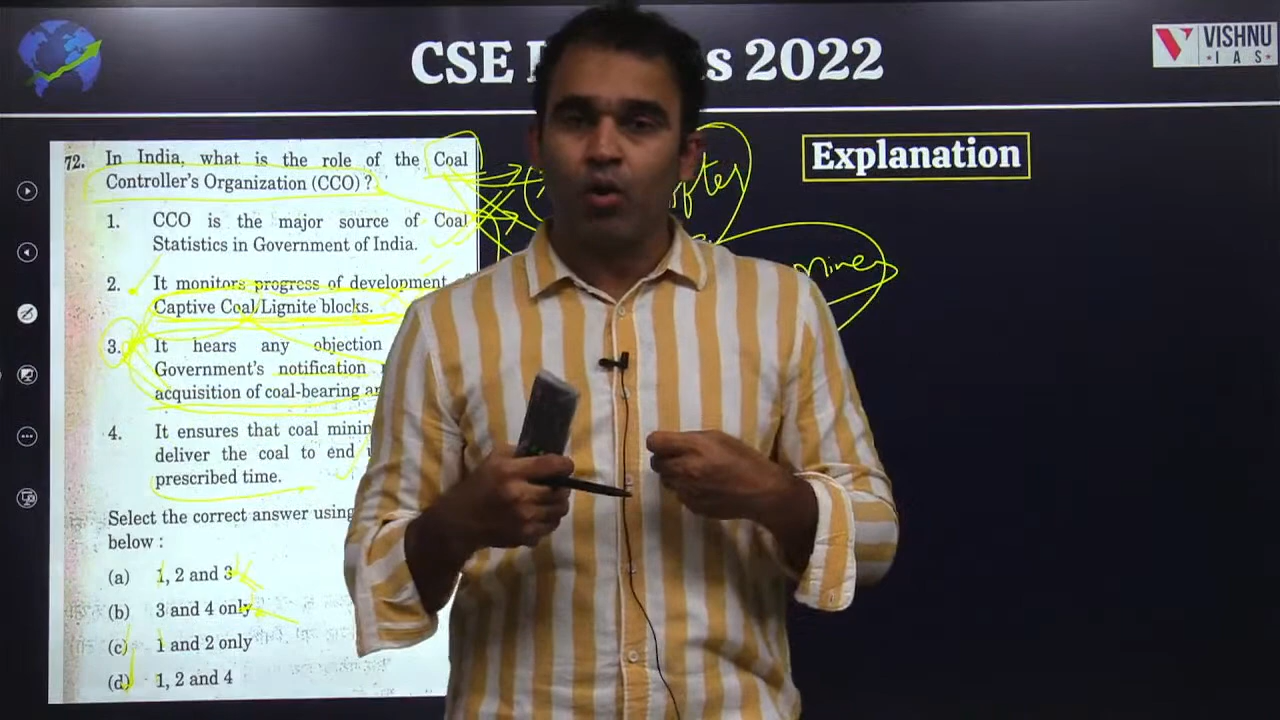 CSE s 2022
VISHNU
IAS
72. In India, what is the role of the Coal
Controller's Organization (CCO) ?
1. CCO is the major source of Coal
Statistics in Government of India.
2. It monitors progress of development
Captive Coal/Lignite blocks.
3. It hears any objection
Government's notification
acquisition of coal-bearing
4. It ensures that coal
deliver the coal to end
prescribed time.
Select the correct answer using
below :
(a) 1, 2 and 3
(b) 3 and 4 only
(c) 1 and 2 only
(d) 1, 2 and 4
Explanation